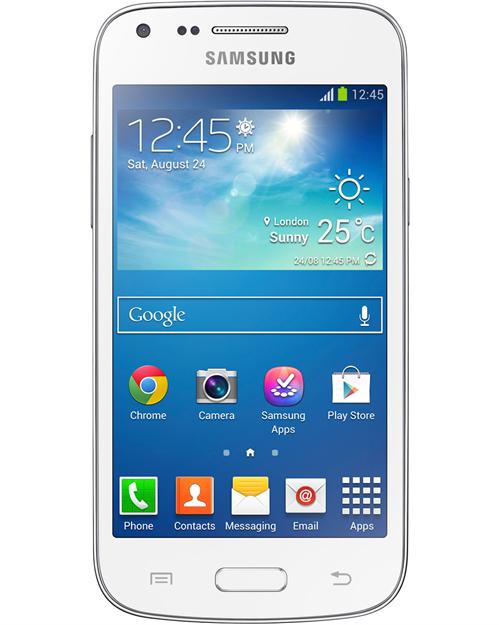 SAMSUNG
12:45
12:45 PM
Sat, August 24
London
Sunny 25°c
24/08 12:45 PM
Google
Chrome Camera Samsung Apps Play Store
Phone Contacts Messaging Email Apps
@